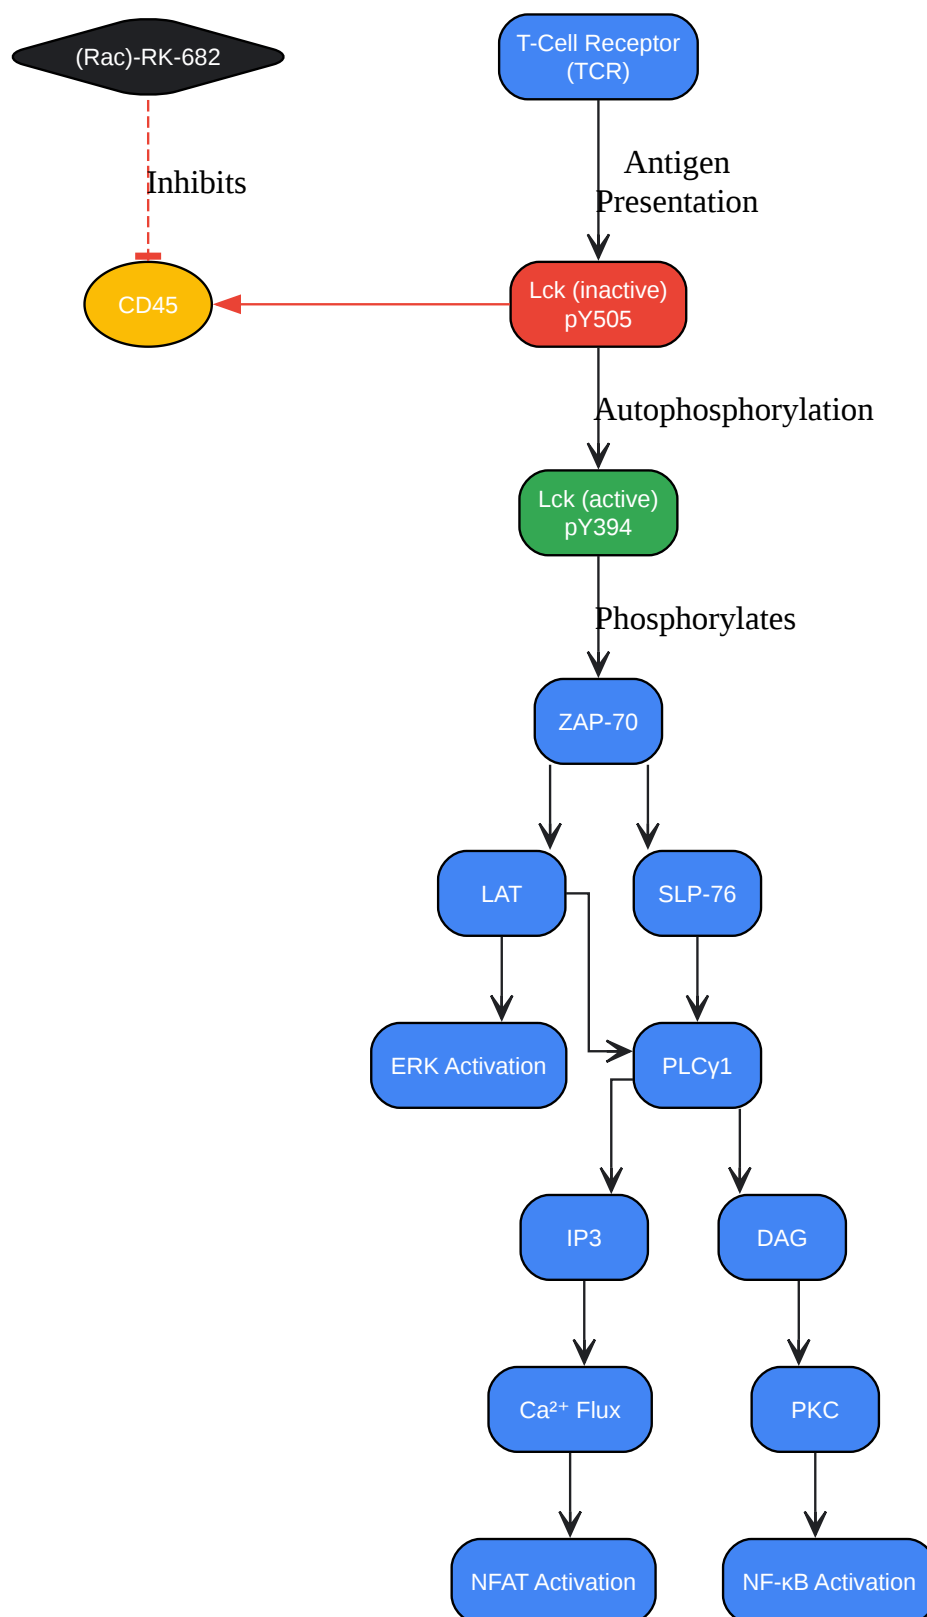 (Rac)-RK-682
T-Cell Receptor
(TCR)
Inhibits
Antigen
Presentation
CD45
Lck (inactive)
pY505
Autophosphorylation
Lck (active)
pY394
Phosphorylates
ZAP-70
LAT
SLP-76
ERK Activation
PLCγ1
IP3
DAG
Ca²⁺ Flux
PKC
NFAT Activation
NF-κB Activation